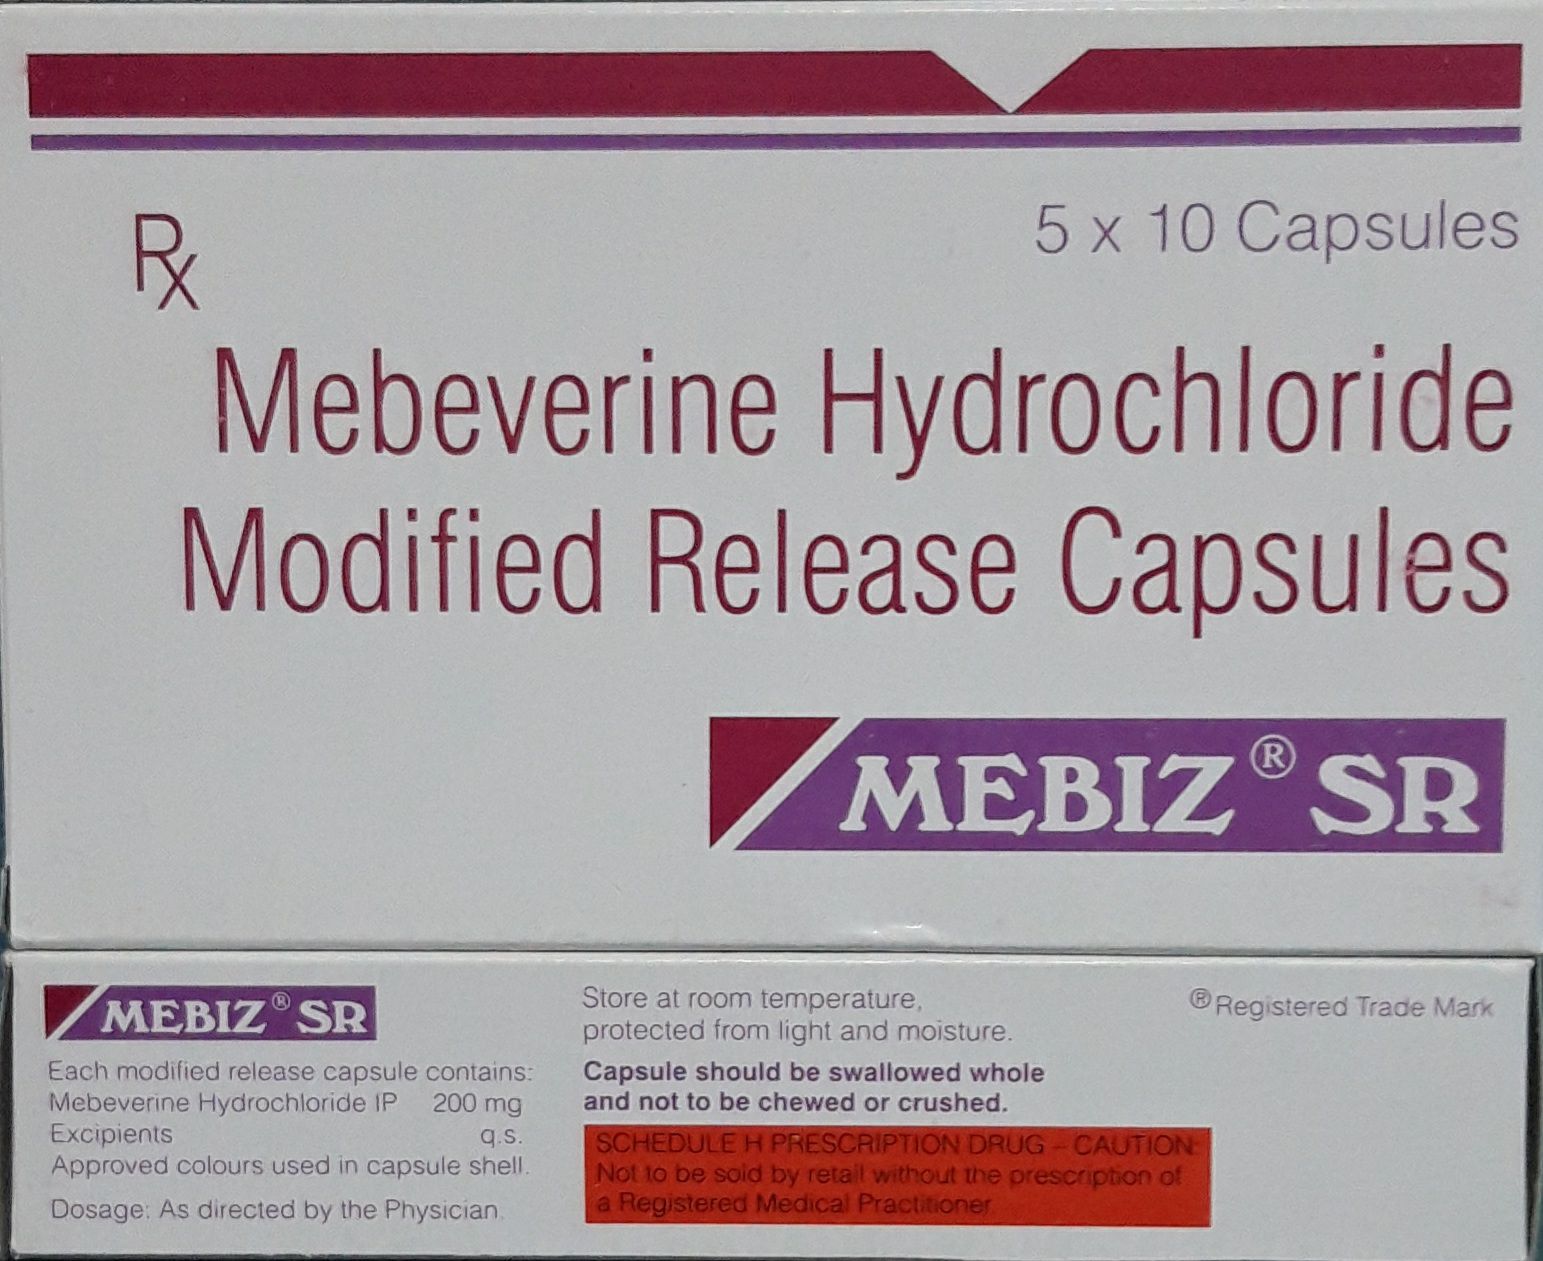 Rx
5 x 10 Capsules
Mebeverine Hydrochloride
Modified Release Capsules
MEBIZ® SR
MEBIZ® SR
Each modified release capsule contains:
Mebeverine Hydrochloride IP 200 mg
Excipients q.s.
Approved colours used in capsule shell.
Dosage: As directed by the Physician.
Store at room temperature,
protected from light and moisture.
Capsule should be swallowed whole
and not to be chewed or crushed.
SCHEDULE H PRESCRIPTION DRUG – CAUTION
Not to be sold by retail without the prescription of
a Registered Medical Practitioner
® Registered Trade Mark